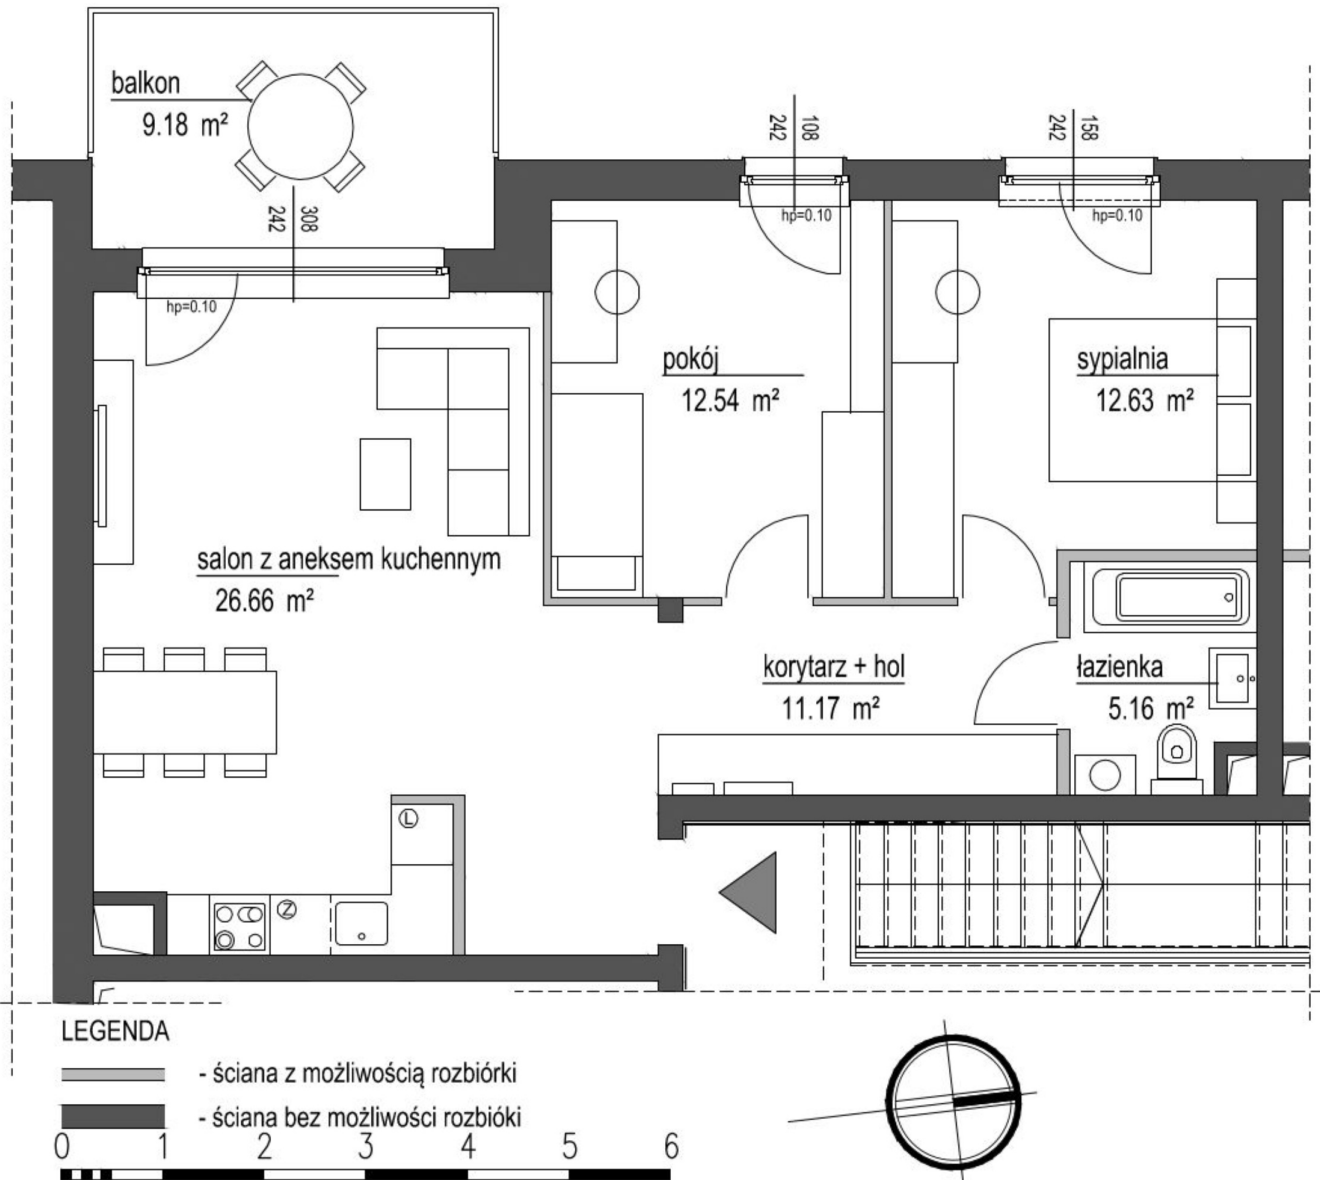 balkon
9.18 m²
242
308
242
108
242
158
hp=0.10
hp=0.10
hp=0.10
pokój
12.54 m²
sypialnia
12.63 m²
salon z aneksem kuchennym
26.66 m²
korytarz + hol
11.17 m²
łazienka
5.16 m²
L
Z
LEGENDA
- ściana z możliwością rozbiórki
- ściana bez możliwości rozbióki
0 1 2 3 4 5 6